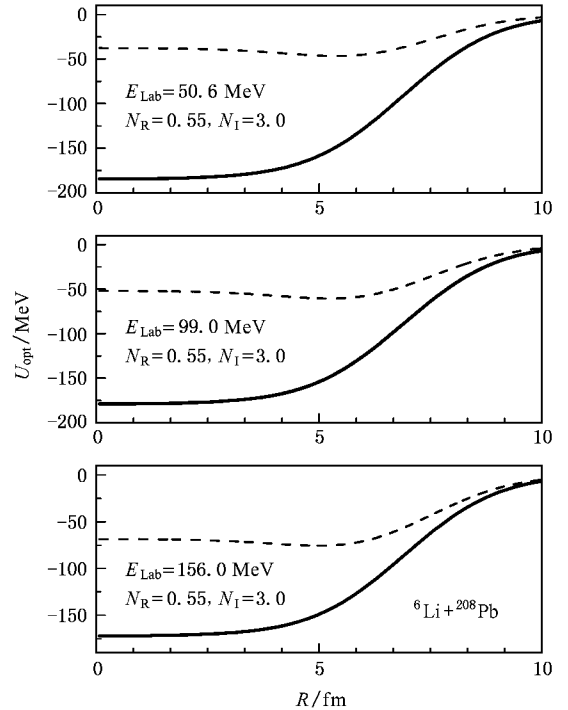 0
−50
−100
−150
−200
E_Lab=50.6 MeV
N_R=0.55, N_I=3.0
0 5 10
0
−50
−100
−150
−200
E_Lab=99.0 MeV
N_R=0.55, N_I=3.0
0 5 10
U_opt/MeV
0
−50
−100
−150
E_Lab=156.0 MeV
N_R=0.55, N_I=3.0
⁶Li+²⁰⁸Pb
0 5 10
R/fm